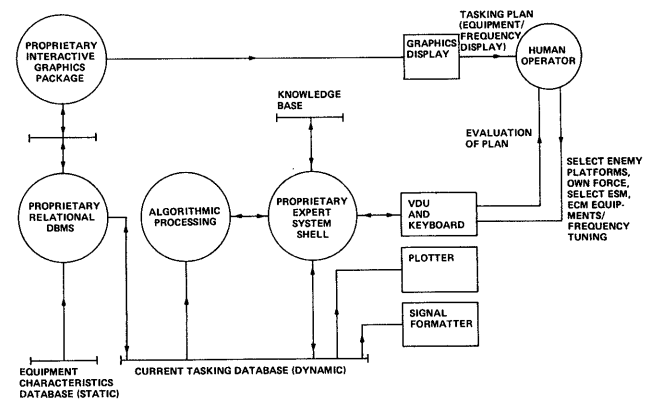 PROPRIETARY
INTERACTIVE
GRAPHICS
PACKAGE
GRAPHICS
DISPLAY
TASKING PLAN
(EQUIPMENT/
FREQUENCY
DISPLAY)
HUMAN
OPERATOR
KNOWLEDGE
BASE
EVALUATION
OF PLAN
SELECT ENEMY
PLATFORMS,
OWN FORCE,
SELECT ESM,
ECM EQUIP-
MENTS/
FREQUENCY
TUNING
PROPRIETARY
RELATIONAL
DBMS
ALGORITHMIC
PROCESSING
PROPRIETARY
EXPERT
SYSTEM
SHELL
VDU
AND
KEYBOARD
PLOTTER
SIGNAL
FORMATTER
EQUIPMENT
CHARACTERISTICS
DATABASE (STATIC)
CURRENT TASKING DATABASE (DYNAMIC)